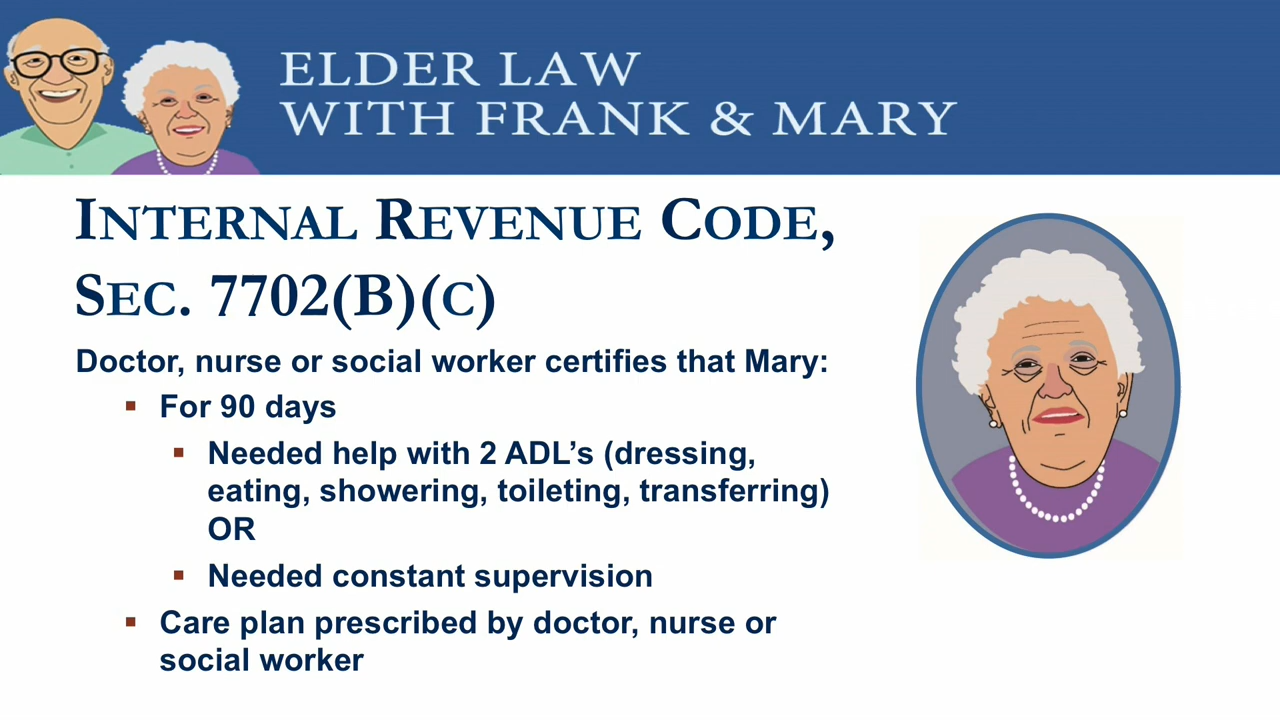 ELDER LAW
WITH FRANK & MARY
INTERNAL REVENUE CODE,
SEC. 7702(B)(C)
Doctor, nurse or social worker certifies that Mary:
▪ For 90 days
▪ Needed help with 2 ADL’s (dressing,
eating, showering, toileting, transferring)
OR
▪ Needed constant supervision
▪ Care plan prescribed by doctor, nurse or
social worker